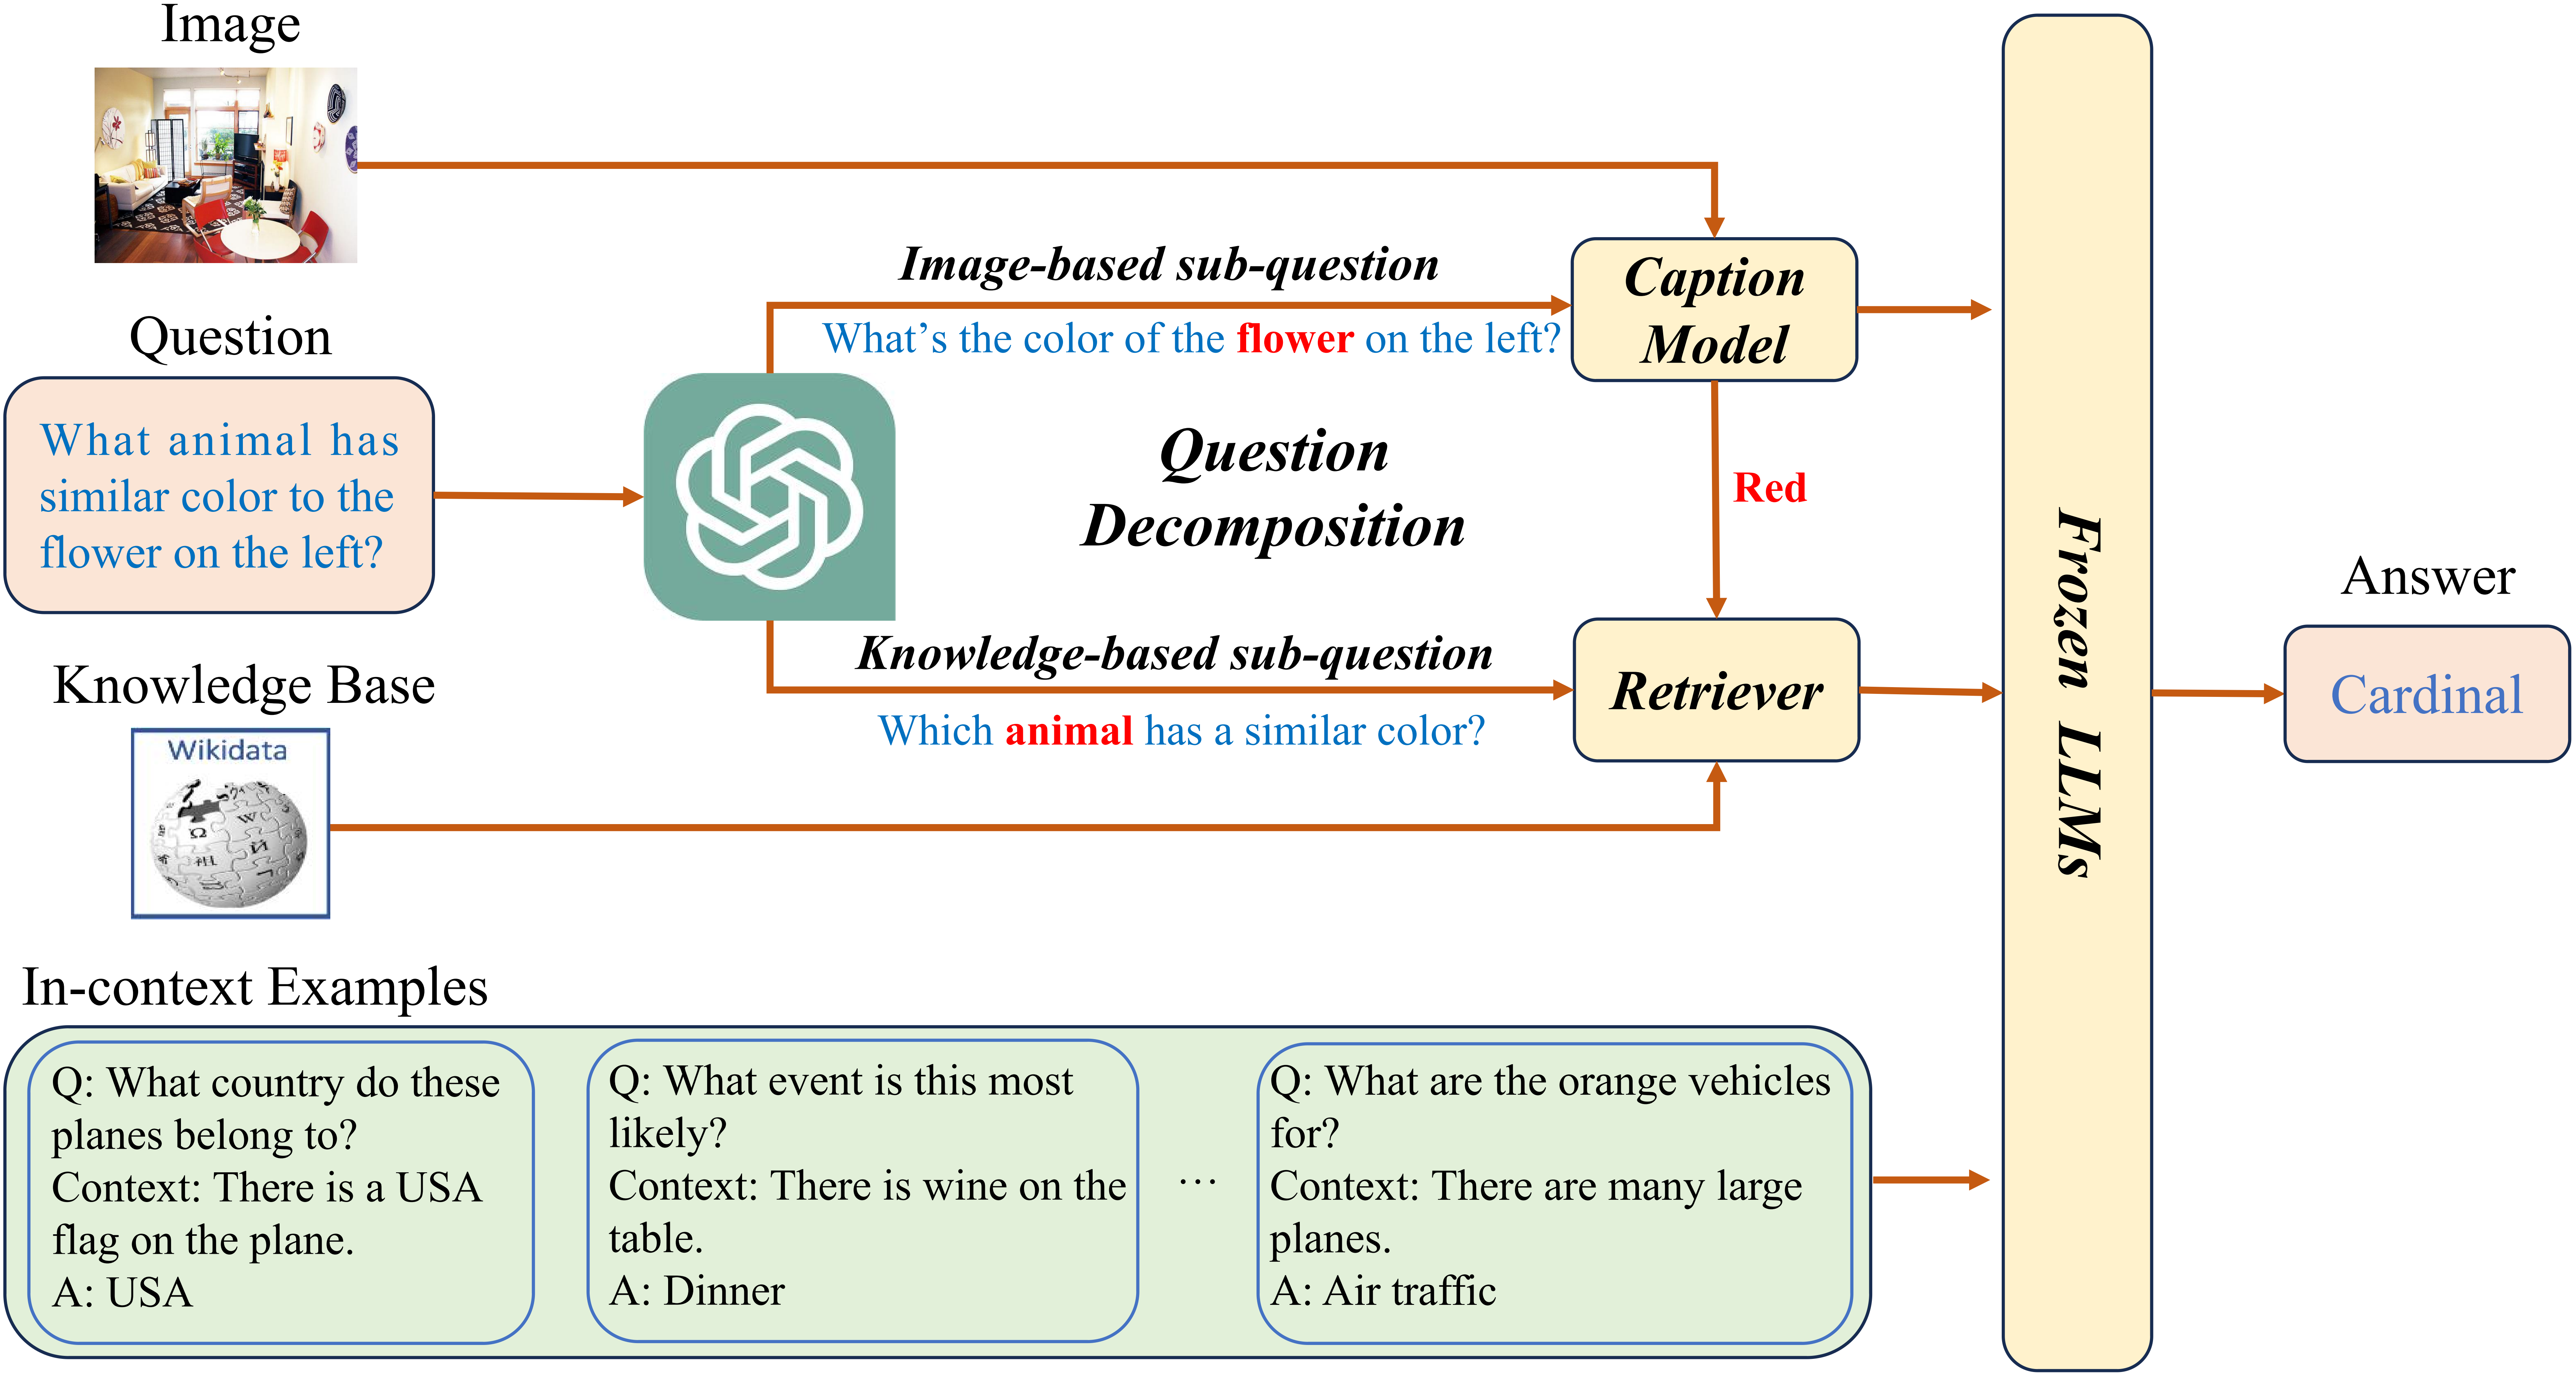 Image
Question
What animal has
similar color to the
flower on the left?
Knowledge Base
Wikidata
Image-based sub-question
What’s the color of the flower on the left?
Question
Decomposition
Knowledge-based sub-question
Which animal has a similar color?
Caption
Model
Red
Retriever
Frozen LLMs
Answer
Cardinal
In-context Examples
Q: What country do these
planes belong to?
Context: There is a USA
flag on the plane.
A: USA
Q: What event is this most
likely?
Context: There is wine on the
table.
A: Dinner
...
Q: What are the orange vehicles
for?
Context: There are many large
planes.
A: Air traffic